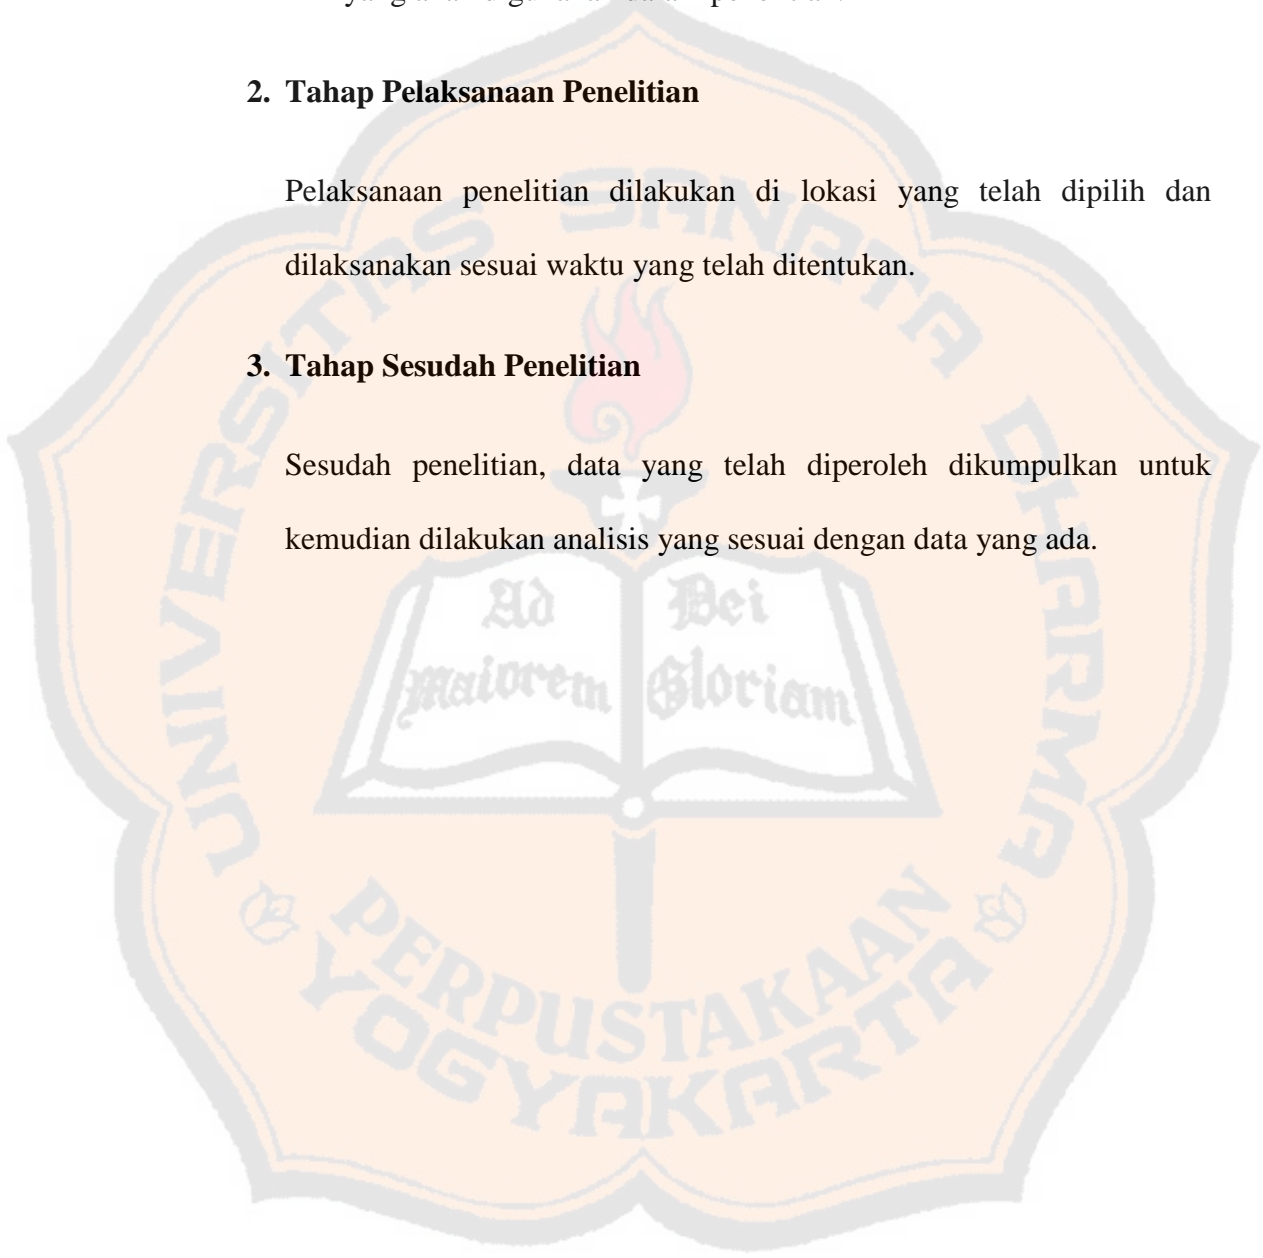 2. Tahap Pelaksanaan Penelitian
Pelaksanaan penelitian dilakukan di lokasi yang telah dipilih dan
dilaksanakan sesuai waktu yang telah ditentukan.
3. Tahap Sesudah Penelitian
Sesudah penelitian, data yang telah diperoleh dikumpulkan untuk
kemudian dilakukan analisis yang sesuai dengan data yang ada.
UNIVERSITAS SANATA DHARMA
Ad Dei
Maiorem Gloriam
PERPUSTAKAAN
YOGYAKARTA